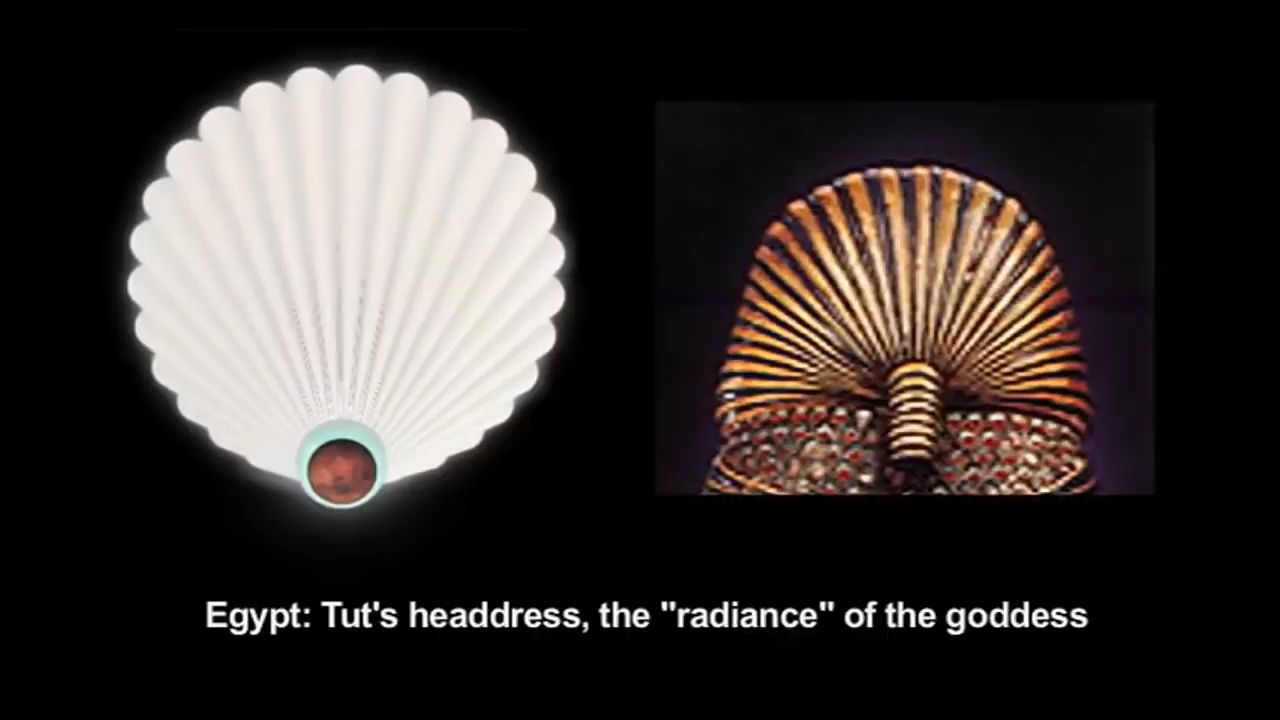 Egypt: Tut's headdress, the "radiance" of the goddess